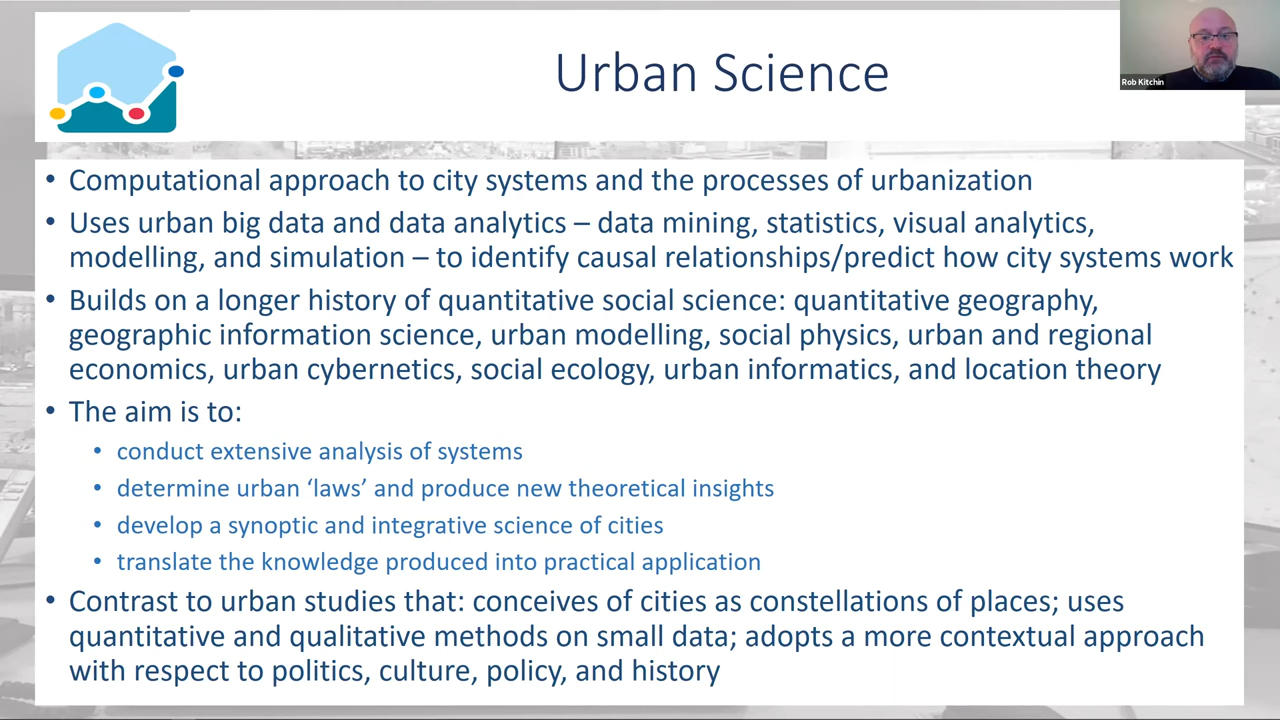 Urban Science
Rob Kitchin
• Computational approach to city systems and the processes of urbanization
• Uses urban big data and data analytics – data mining, statistics, visual analytics,
modelling, and simulation – to identify causal relationships/predict how city systems work
• Builds on a longer history of quantitative social science: quantitative geography,
geographic information science, urban modelling, social physics, urban and regional
economics, urban cybernetics, social ecology, urban informatics, and location theory
• The aim is to:
• conduct extensive analysis of systems
• determine urban ‘laws’ and produce new theoretical insights
• develop a synoptic and integrative science of cities
• translate the knowledge produced into practical application
• Contrast to urban studies that: conceives of cities as constellations of places; uses
quantitative and qualitative methods on small data; adopts a more contextual approach
with respect to politics, culture, policy, and history